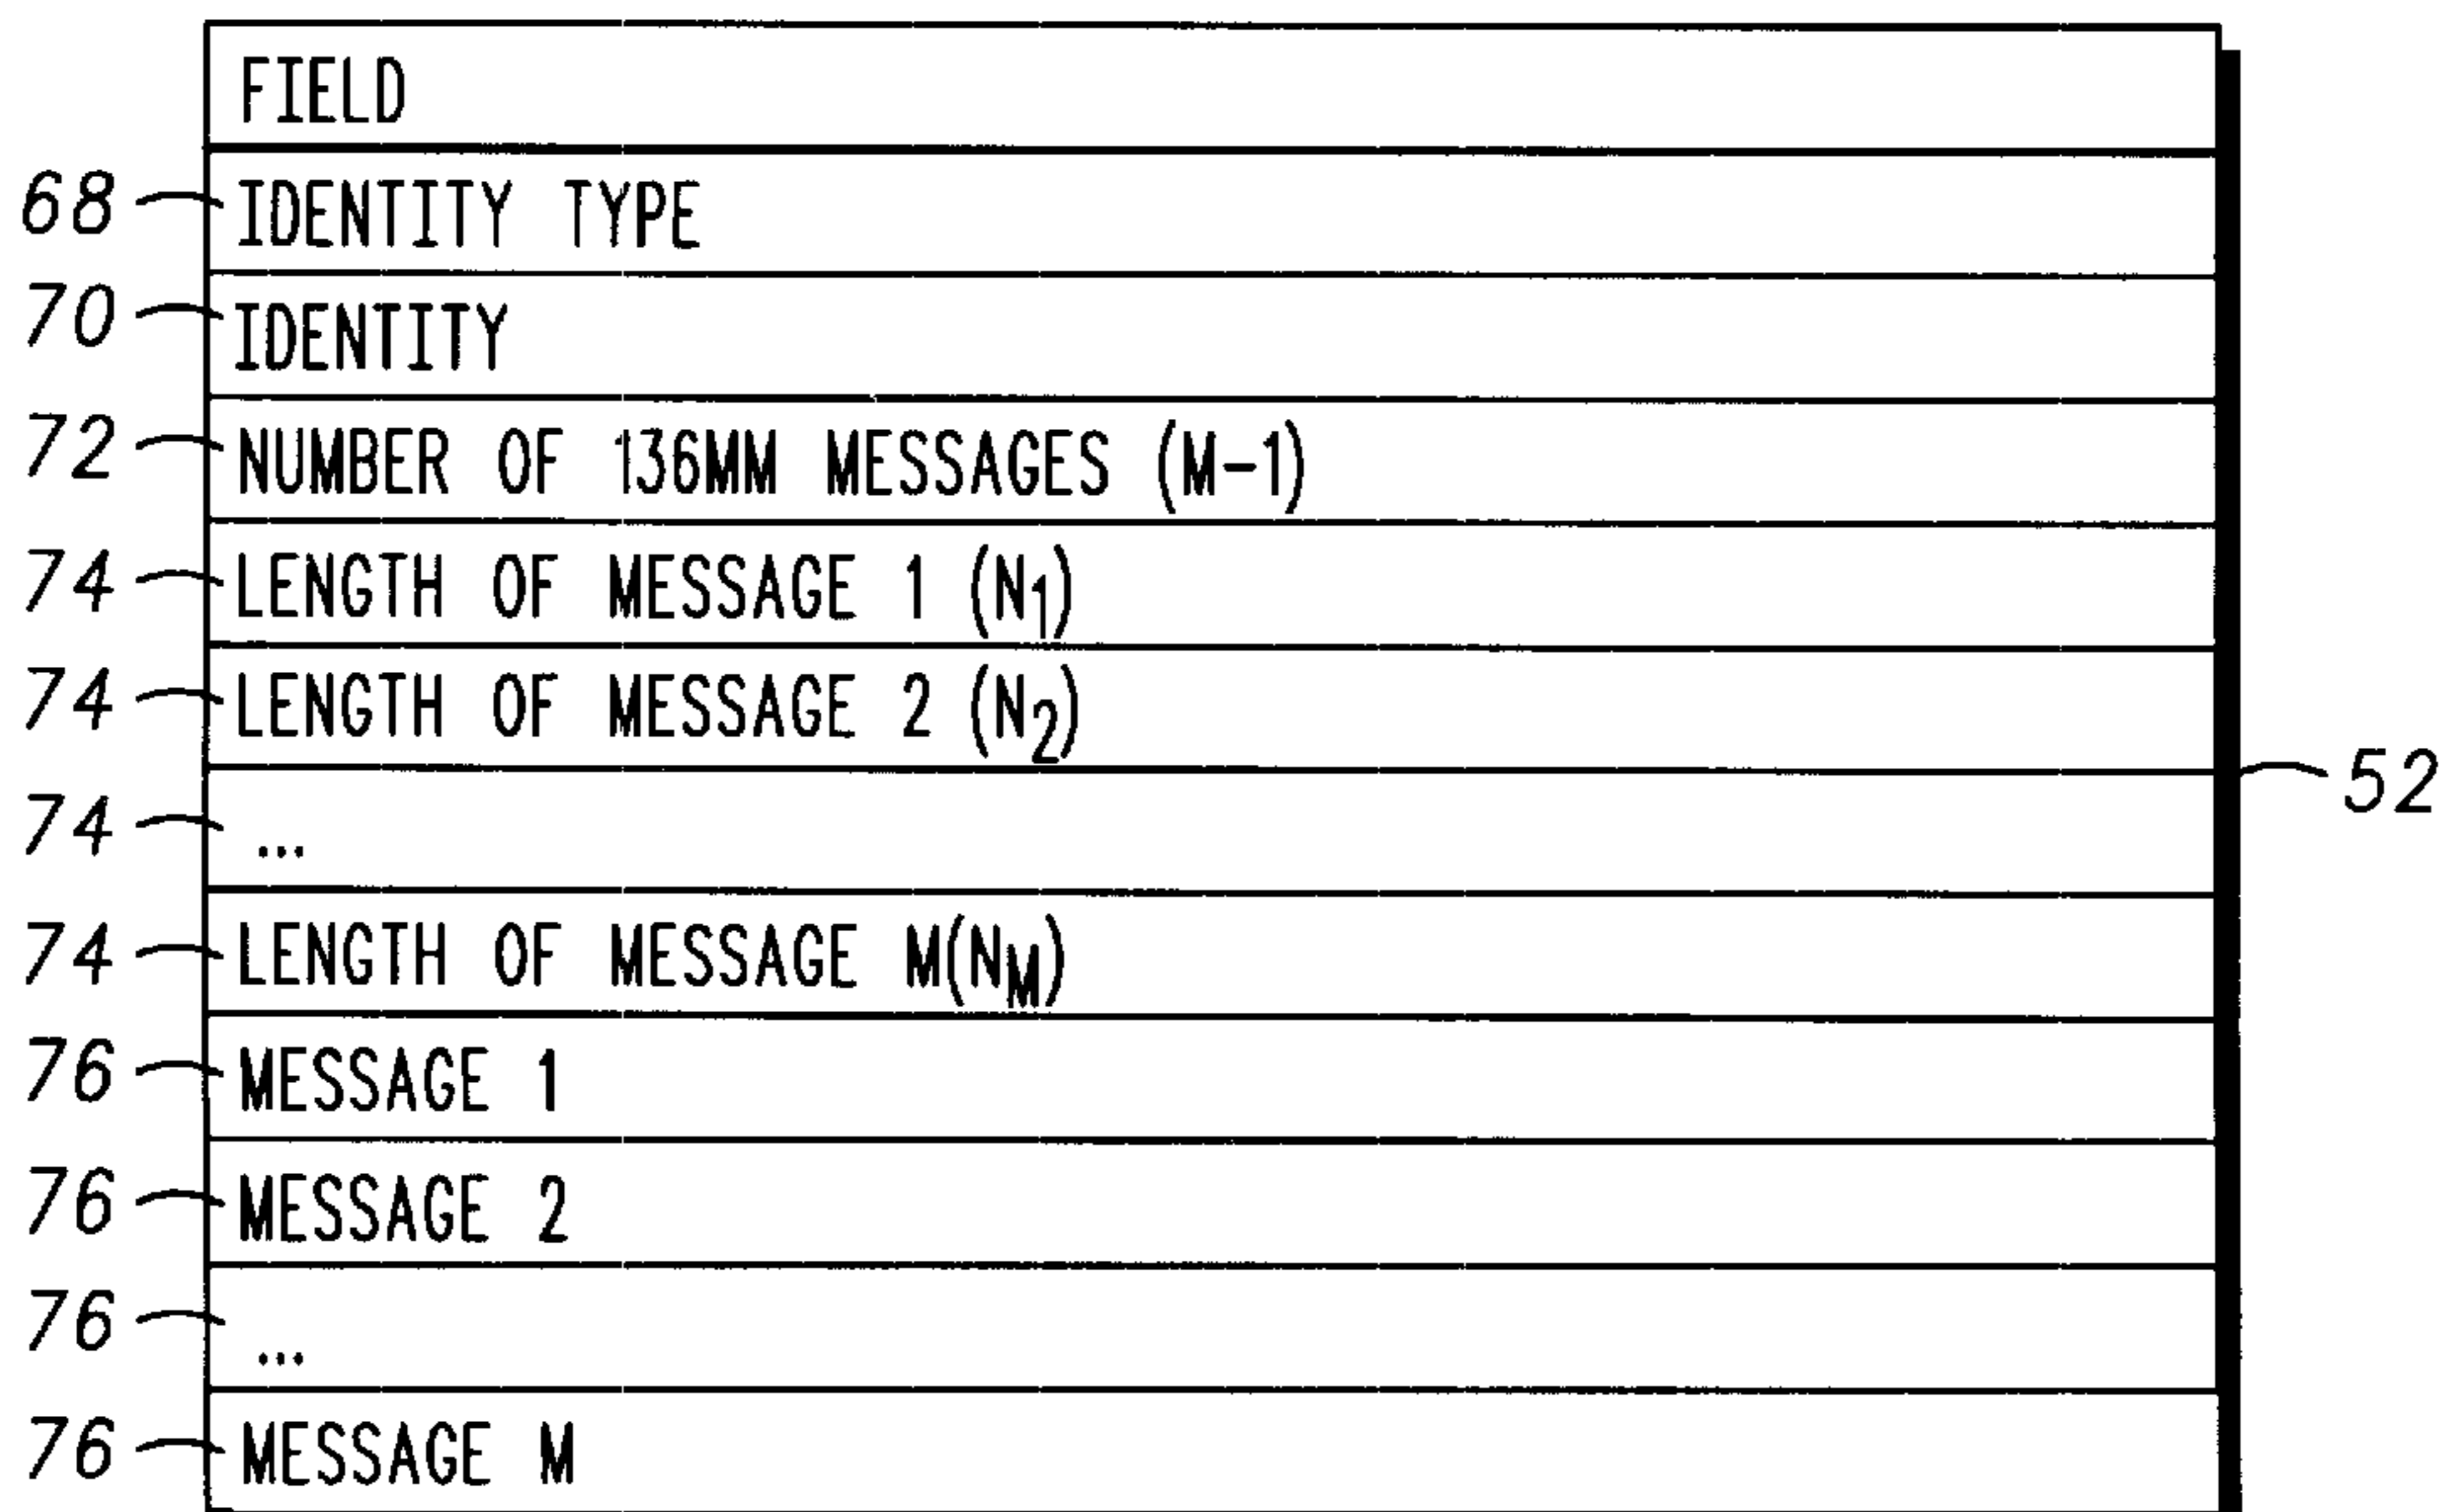 FIELD
68 IDENTITY TYPE
70 IDENTITY
72 NUMBER OF 136MM MESSAGES (M-1)
74 LENGTH OF MESSAGE 1 (N1)
74 LENGTH OF MESSAGE 2 (N2)
52
74 ...
74 LENGTH OF MESSAGE M(NM)
76 MESSAGE 1
76 MESSAGE 2
76 ...
76 MESSAGE M